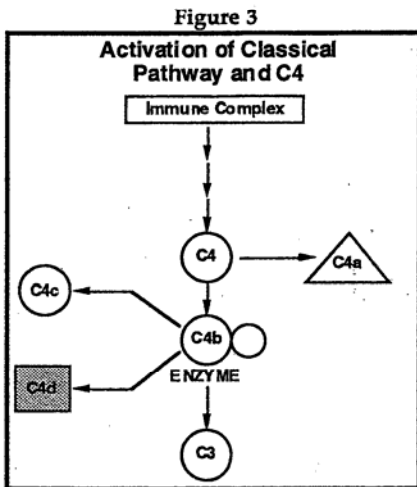 Figure 3
Activation of Classical
Pathway and C4
Immune Complex
C4
C4a
C4c
C4b
ENZYME
C4d
C3